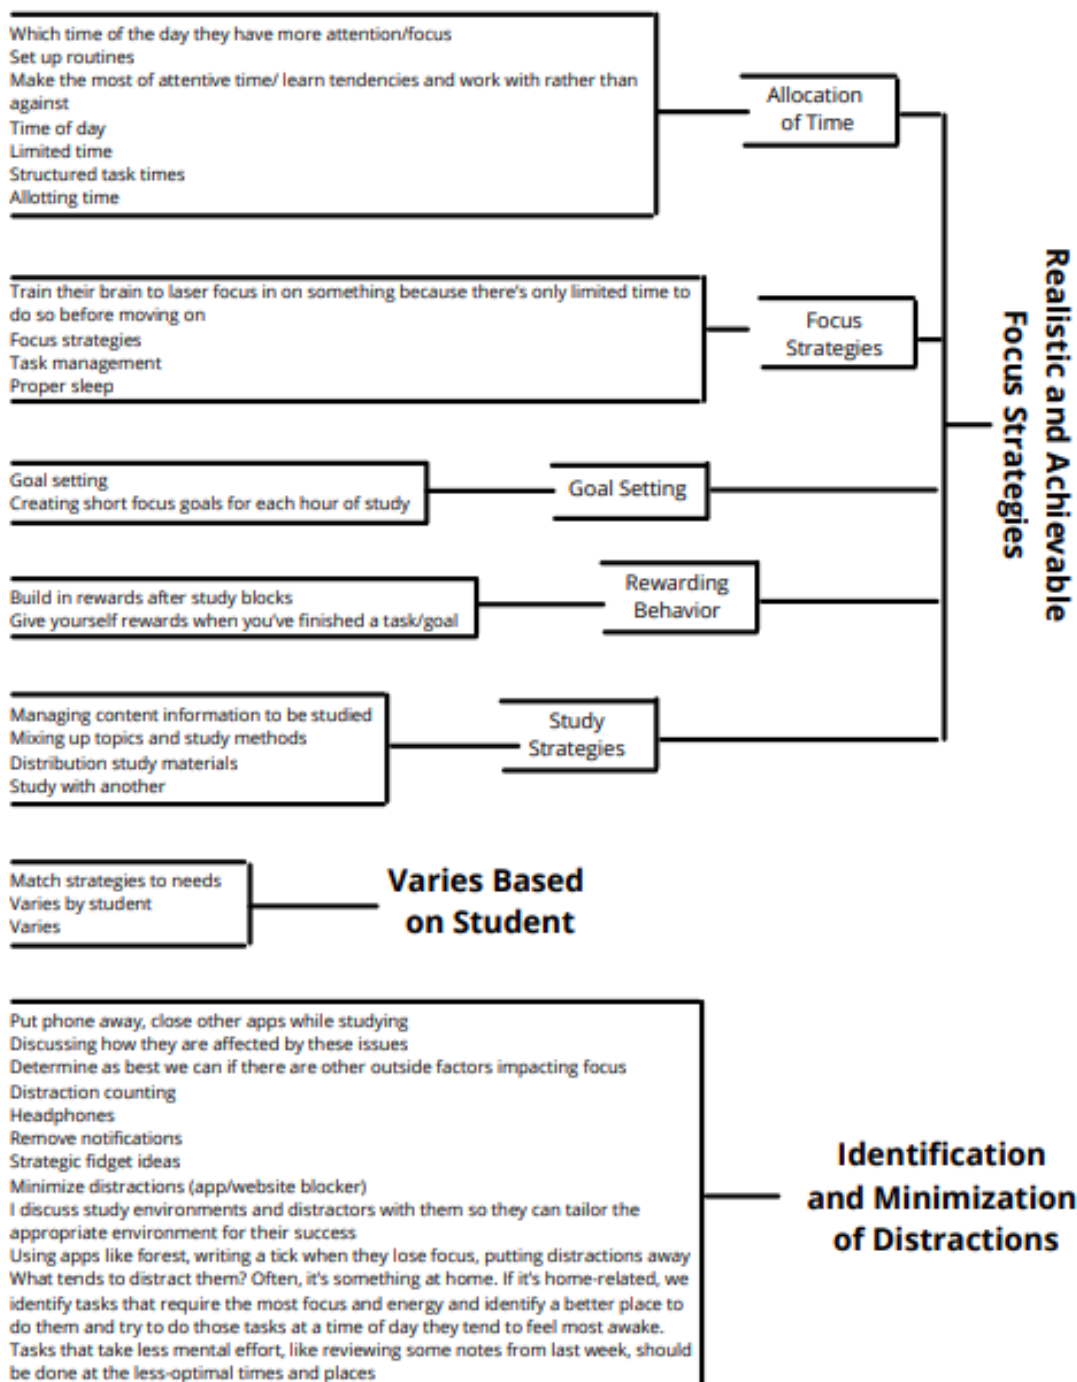 Which time of the day they have more attention/focus
Set up routines
Make the most of attentive time/ learn tendencies and work with rather than
against
Time of day
Limited time
Structured task times
Allotting time
Allocation
of Time
Train their brain to laser focus in on something because there's only limited time to
do so before moving on
Focus strategies
Task management
Proper sleep
Focus
Strategies
Goal setting
Creating short focus goals for each hour of study
Goal Setting
Build in rewards after study blocks
Give yourself rewards when you've finished a task/goal
Rewarding
Behavior
Managing content information to be studied
Mixing up topics and study methods
Distribution study materials
Study with another
Study
Strategies
Realistic and Achievable
Focus Strategies
Match strategies to needs
Varies by student
Varies
Varies Based
on Student
Put phone away, close other apps while studying
Discussing how they are affected by these issues
Determine as best we can if there are other outside factors impacting focus
Distraction counting
Headphones
Remove notifications
Strategic fidget ideas
Minimize distractions (app/website blocker)
I discuss study environments and distractors with them so they can tailor the
appropriate environment for their success
Using apps like forest, writing a tick when they lose focus, putting distractions away
What tends to distract them? Often, it's something at home. If it's home-related, we
identify tasks that require the most focus and energy and identify a better place to
do them and try to do those tasks at a time of day they tend to feel most awake.
Tasks that take less mental effort, like reviewing some notes from last week, should
be done at the less-optimal times and places
Identification
and Minimization
of Distractions